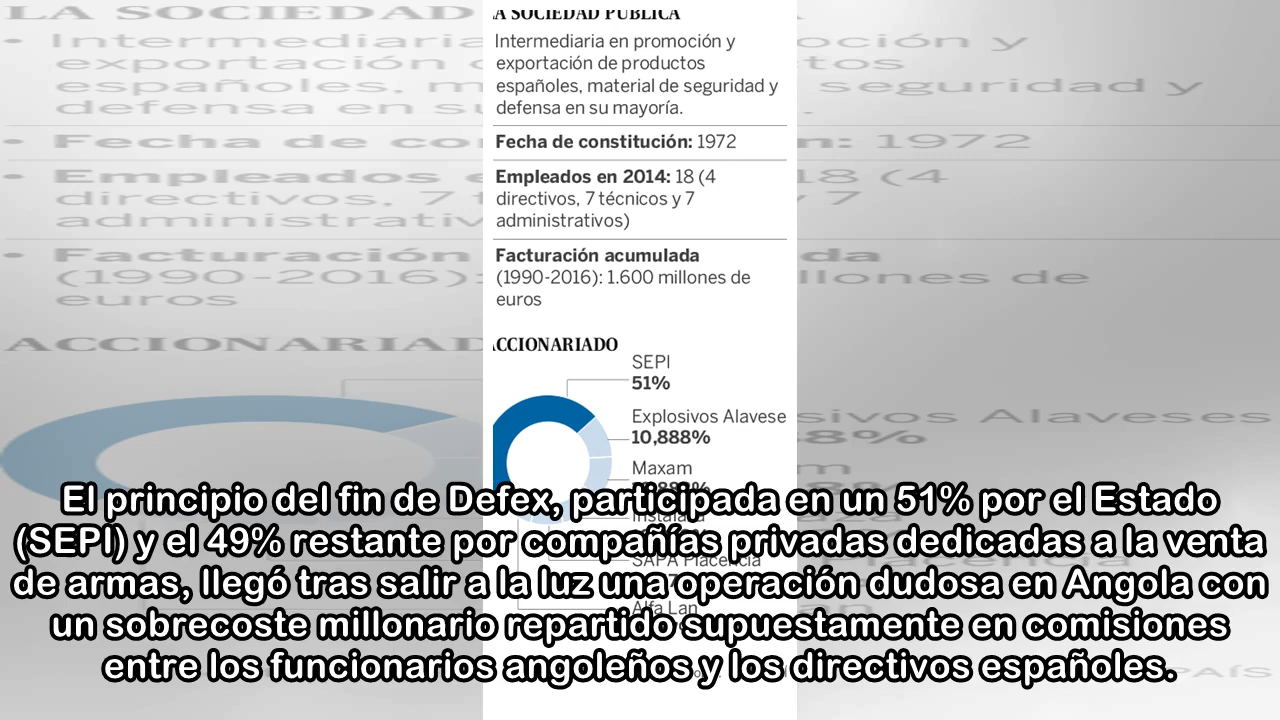 A SOCIEDAD PÚBLICA
Intermediaria en promoción y
exportación de productos
españoles, material de seguridad y
defensa en su mayoría.
Fecha de constitución: 1972
Empleados en 2014: 18 (4
directivos, 7 técnicos y 7
administrativos)
Facturación acumulada
(1990-2016): 1.600 millones de
euros
ACCIONARIADO
SEPI
51%
Explosivos Alavese
10,888%
Maxam
SAPA Placencia
Alfa Lan
El principio del fin de Defex, participada en un 51% por el Estado
(SEPI) y el 49% restante por compañías privadas dedicadas a la venta
de armas, llegó tras salir a la luz una operación dudosa en Angola con
un sobrecoste millonario repartido supuestamente en comisiones
entre los funcionarios angoleños y los directivos españoles.